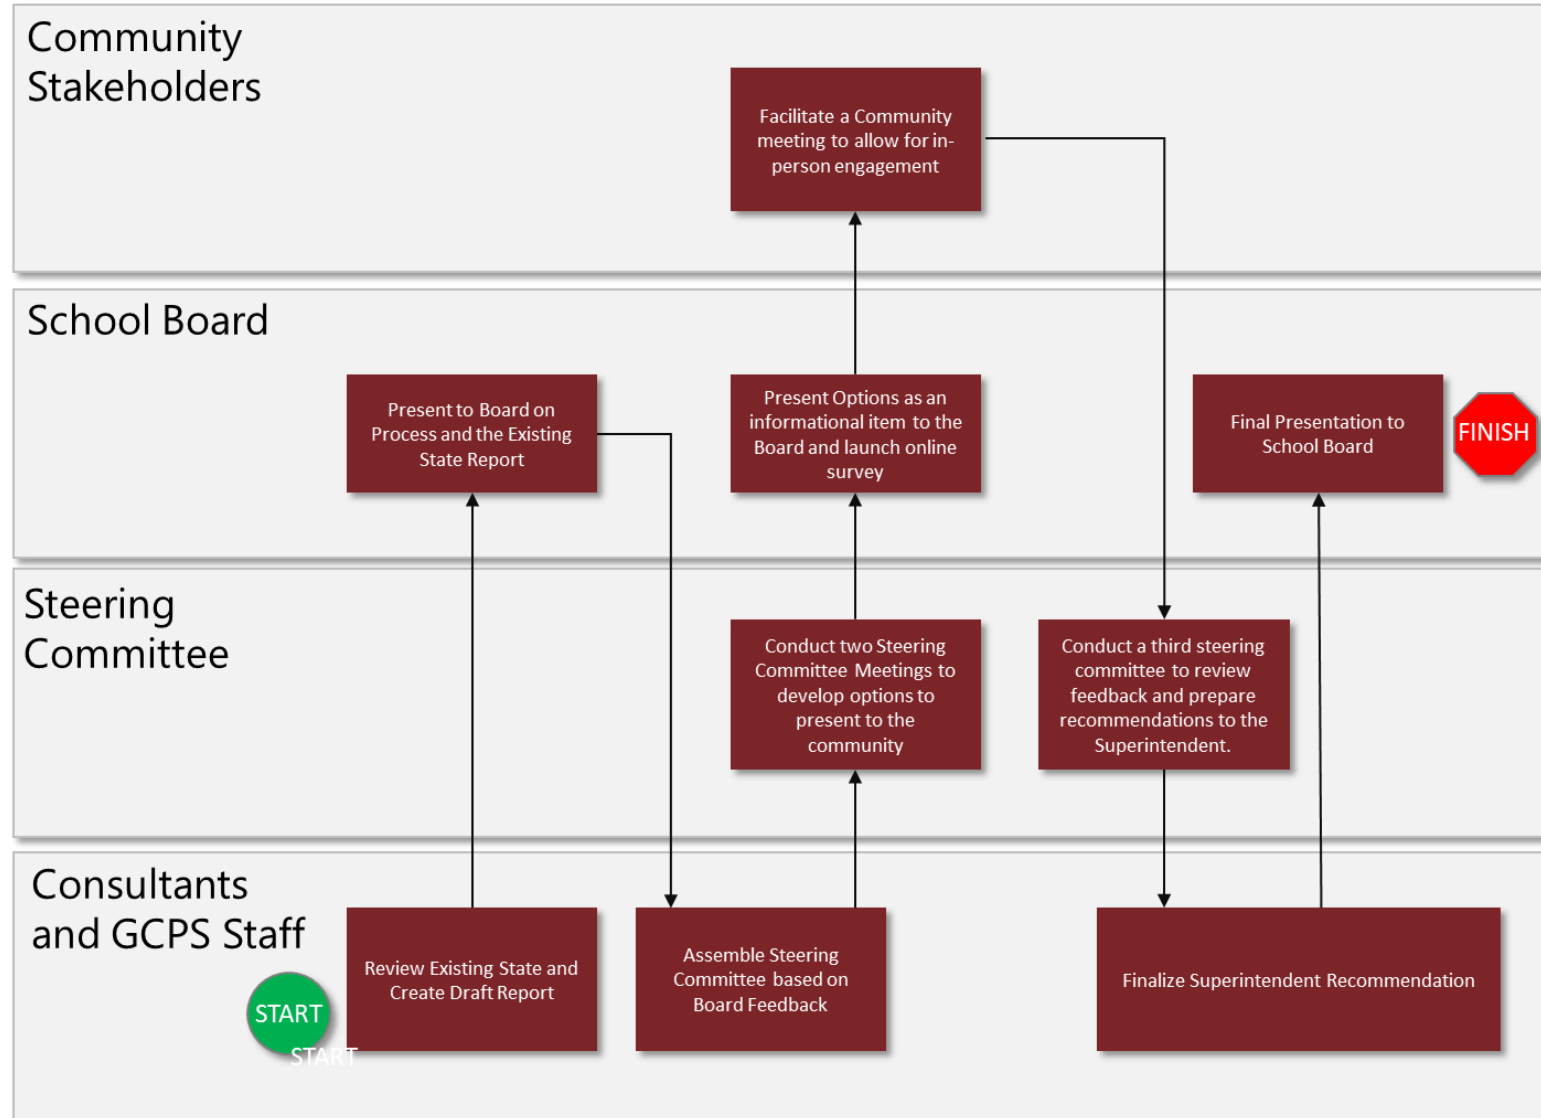 Community
Stakeholders
Facilitate a Community
meeting to allow for in-
person engagement
School Board
Present to Board on
Process and the Existing
State Report
Present Options as an
informational item to the
Board and launch online
survey
Final Presentation to
School Board
FINISH
Steering
Committee
Conduct two Steering
Committee Meetings to
develop options to
present to the
community
Conduct a third steering
committee to review
feedback and prepare
recommendations to the
Superintendent.
Consultants
and GCPS Staff
START
START
Review Existing State and
Create Draft Report
Assemble Steering
Committee based on
Board Feedback
Finalize Superintendent Recommendation